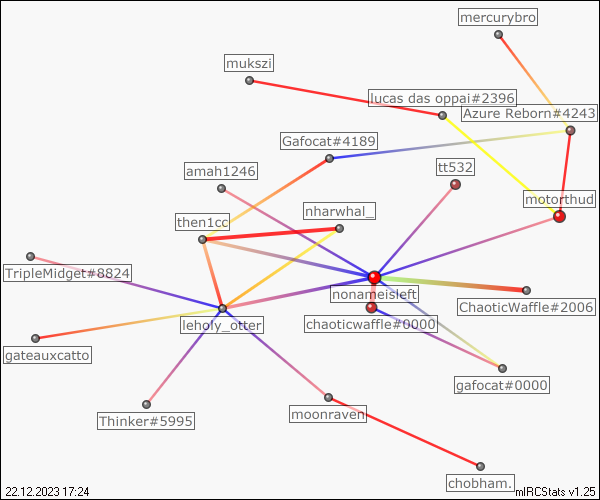 mercurybro
mukszi
lucas das oppai#2396
Azure Reborn#4243
Gafocat#4189
tt532
amah1246
motorthud
nharwhal_
then1cc
TripleMidget#8824
nonameisleft
ChaoticWaffle#2006
leholy_otter
chaoticwaffle#0000
gateauxcatto
gafocat#0000
moonraven
Thinker#5995
chobham.
22.12.2023 17:24
mIRCStats v1.25